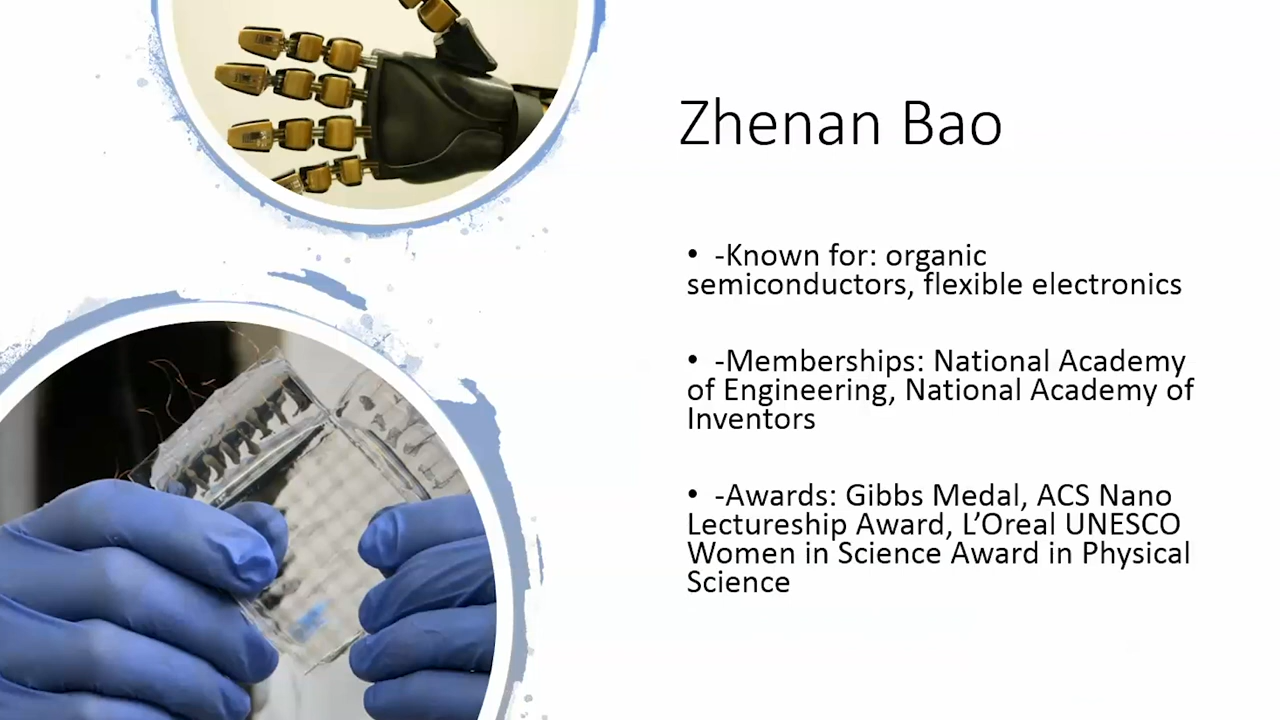 Zhenan Bao
• -Known for: organic
semiconductors, flexible electronics
• -Memberships: National Academy
of Engineering, National Academy of
Inventors
• -Awards: Gibbs Medal, ACS Nano
Lectureship Award, L’Oreal UNESCO
Women in Science Award in Physical
Science